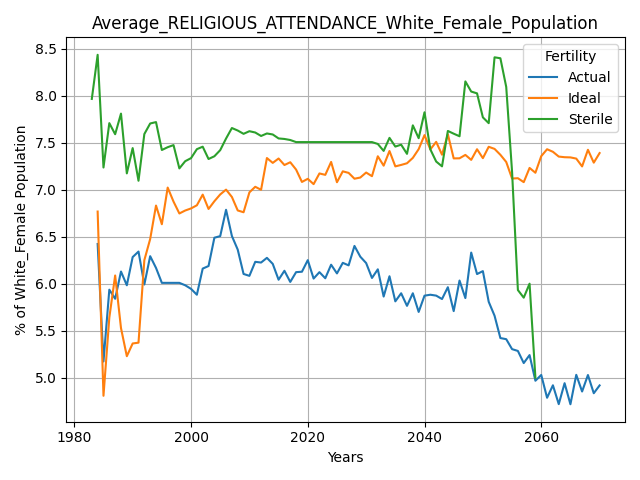 Average_RELIGIOUS_ATTENDANCE_White_Female_Population
% of White_Female Population
8.5
8.0
7.5
7.0
6.5
6.0
5.5
5.0
Fertility
Actual
Ideal
Sterile
1980
2000
2020
2040
2060
Years